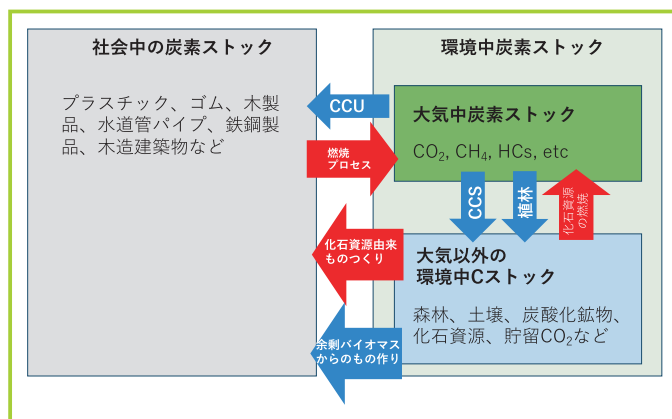 社会中の炭素ストック
プラスチック、ゴム、木製
品、水道管パイプ、鉄鋼製
品、木造建築物など
環境中炭素ストック
CCU
大気中炭素ストック
CO₂, CH₄, HCs, etc
燃焼
プロセス
CCS
植林
化石資源
の燃焼
化石資源由来
ものつくり
大気以外の
環境中Cストック
森林、土壌、炭酸化鉱物、
化石資源、貯留CO₂など
余剰バイオマス
からのもの作り